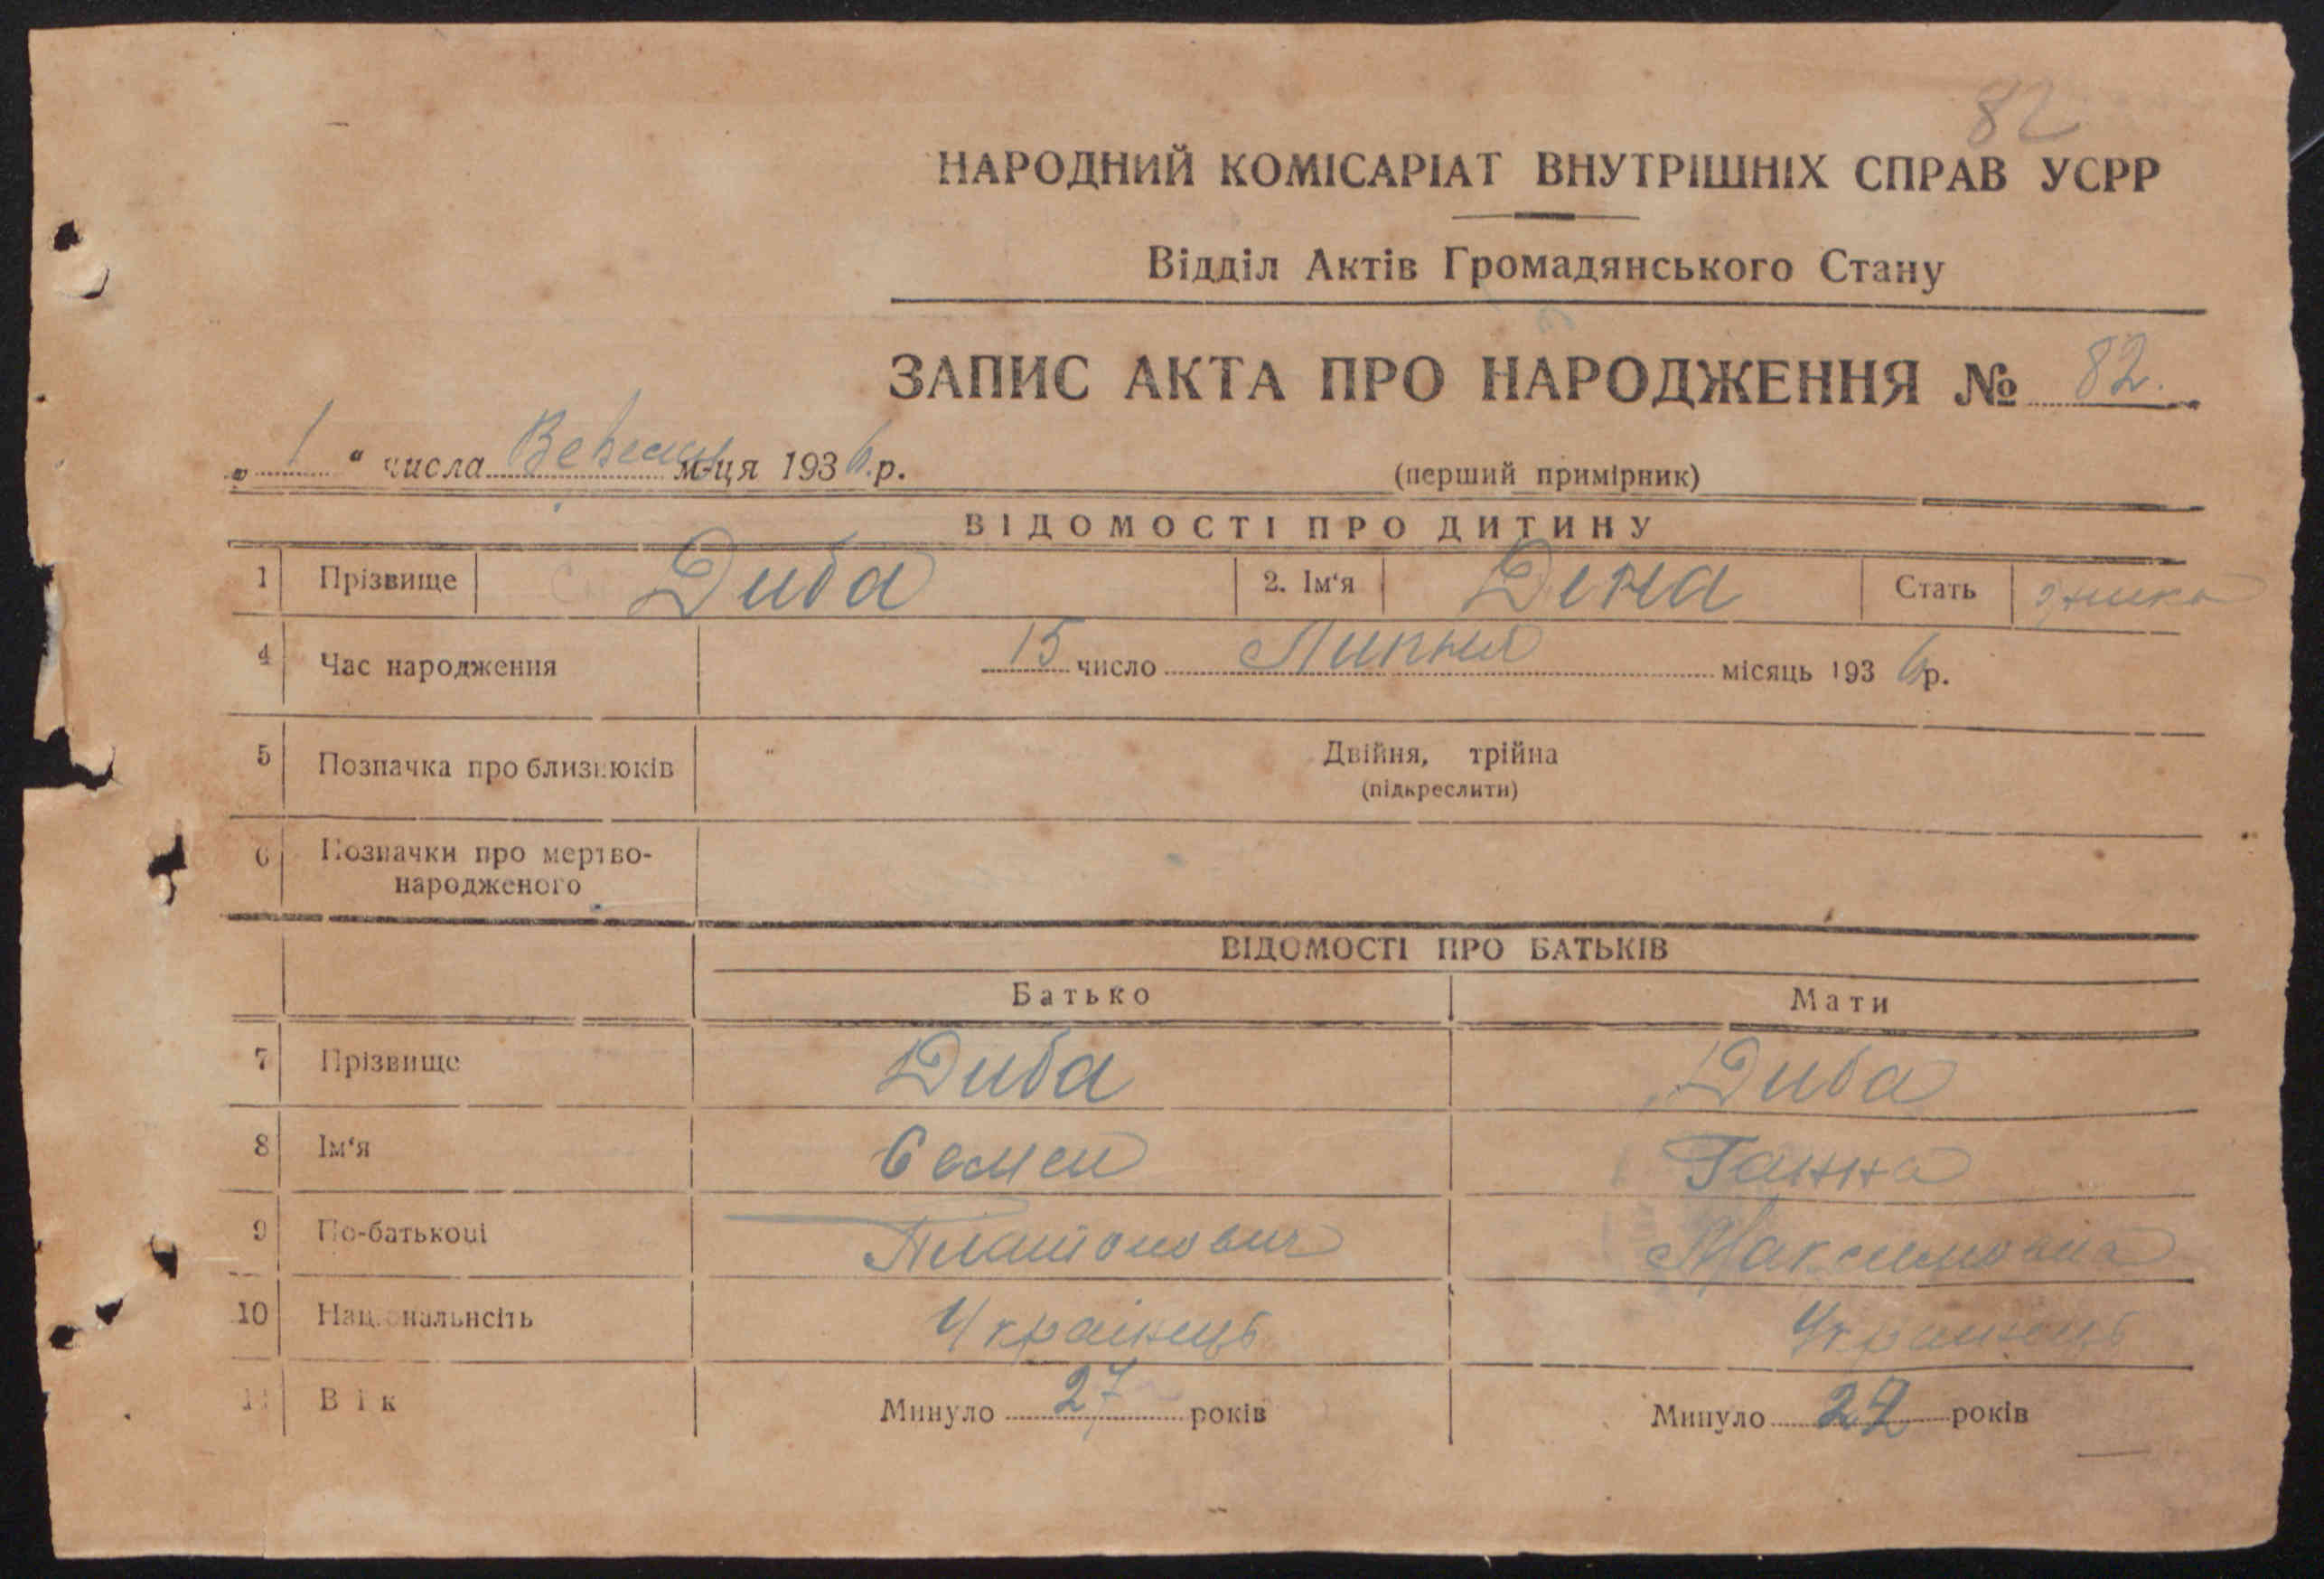 82
НАРОДНИЙ КОМІСАРІАТ ВНУТРІШНІХ СПРАВ УСРР
Відділ Актів Громадянського Стану
ЗАПИС АКТА ПРО НАРОДЖЕННЯ № 82.
„ 1 “ числа м-ця 1936 р.
(перший примірник)
ВІДОМОСТІ ПРО ДИТИНУ
1 Прізвище Диба 2. Ім‘я Дена Стать
4 Час народження 15 число Липня місяць 1936 р.
5 Позначка про близнюків Двійня, трійна
(підкреслити)
6 Позначки про мертво-
народженого
ВІДОМОСТІ ПРО БАТЬКІВ
Батько Мати
7 Прізвище Диба Диба
8 Ім‘я Семен Ганна
9 По-батькові Платонович Максимовна
10 Національнсіть Українець Українець
11 Вік Минуло 27 років Минуло 27 років